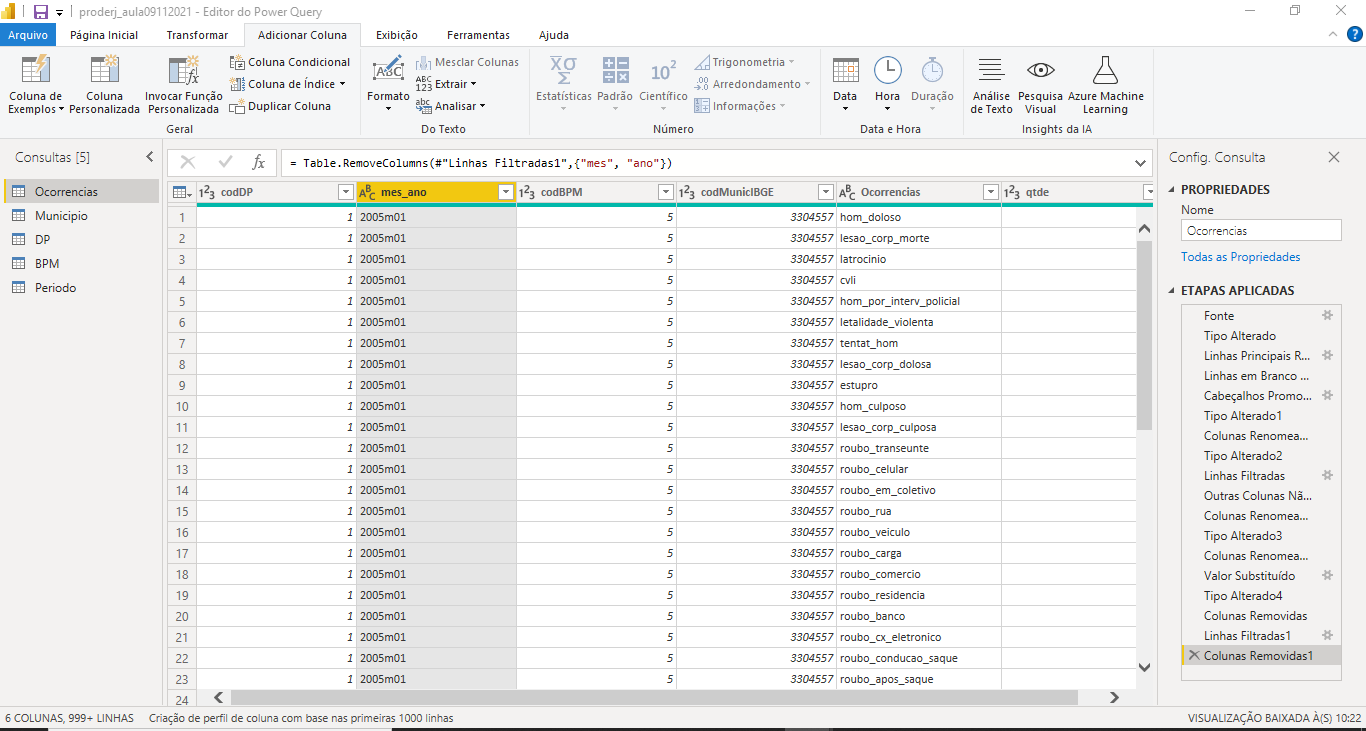 proderj_aula09112021 - Editor do Power Query
Arquivo Página Inicial Transformar Adicionar Coluna Exibição Ferramentas Ajuda
Coluna de Exemplos
Coluna Personalizada
Invocar Função Personalizada
Coluna Condicional
Coluna de Índice
Duplicar Coluna
Geral
Formato
Mesclar Colunas
Extrair
Analisar
Do Texto
Estatísticas
Padrão
Científico
Trigonometria
Arredondamento
Informações
Número
Data
Hora
Duração
Data e Hora
Análise de Texto
Pesquisa Visual
Azure Machine Learning
Insights da IA
Consultas [5]
Ocorrencias
Municipio
DP
BPM
Periodo
= Table.RemoveColumns(#"Linhas Filtradas1",{"mes", "ano"})
codDP mes_ano codBPM codMunicIBGE Ocorrencias qtde
1 1 2005m01 5 3304557 hom_doloso
2 1 2005m01 5 3304557 lesao_corp_morte
3 1 2005m01 5 3304557 latrocinio
4 1 2005m01 5 3304557 cvli
5 1 2005m01 5 3304557 hom_por_interv_policial
6 1 2005m01 5 3304557 letalidade_violenta
7 1 2005m01 5 3304557 tentat_hom
8 1 2005m01 5 3304557 lesao_corp_dolosa
9 1 2005m01 5 3304557 estupro
10 1 2005m01 5 3304557 hom_culposo
11 1 2005m01 5 3304557 lesao_corp_culposa
12 1 2005m01 5 3304557 roubo_transeunte
13 1 2005m01 5 3304557 roubo_celular
14 1 2005m01 5 3304557 roubo_em_coletivo
15 1 2005m01 5 3304557 roubo_rua
16 1 2005m01 5 3304557 roubo_veiculo
17 1 2005m01 5 3304557 roubo_carga
18 1 2005m01 5 3304557 roubo_comercio
19 1 2005m01 5 3304557 roubo_residencia
20 1 2005m01 5 3304557 roubo_banco
21 1 2005m01 5 3304557 roubo_cx_eletronico
22 1 2005m01 5 3304557 roubo_conducao_saque
23 1 2005m01 5 3304557 roubo_apos_saque
24
Config. Consulta
PROPRIEDADES
Nome
Ocorrencias
Todas as Propriedades
ETAPAS APLICADAS
Fonte
Tipo Alterado
Linhas Principais R...
Linhas em Branco ...
Cabeçalhos Promo...
Tipo Alterado1
Colunas Renomea...
Tipo Alterado2
Linhas Filtradas
Outras Colunas Nã...
Colunas Renomea...
Tipo Alterado3
Colunas Renomea...
Valor Substituído
Tipo Alterado4
Colunas Removidas
Linhas Filtradas1
Colunas Removidas1
6 COLUNAS, 999+ LINHAS Criação de perfil de coluna com base nas primeiras 1000 linhas
VISUALIZAÇÃO BAIXADA À(S) 10:22